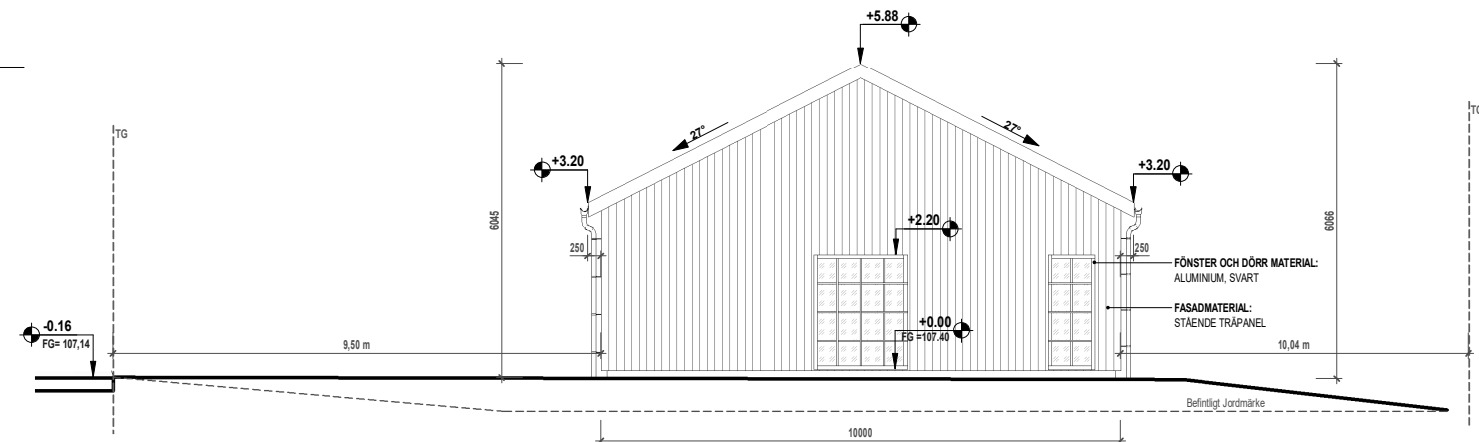 +5.88
TG
TG
27°
27°
+3.20
+3.20
6045
6066
+2.20
250
250
FÖNSTER OCH DÖRR MATERIAL:
ALUMINIUM, SVART
FASADMATERIAL:
STÅENDE TRÄPANEL
-0.16
FG= 107,14
+0.00
FG =107.40
9,50 m
10,04 m
Befintligt Jordmärke
10000